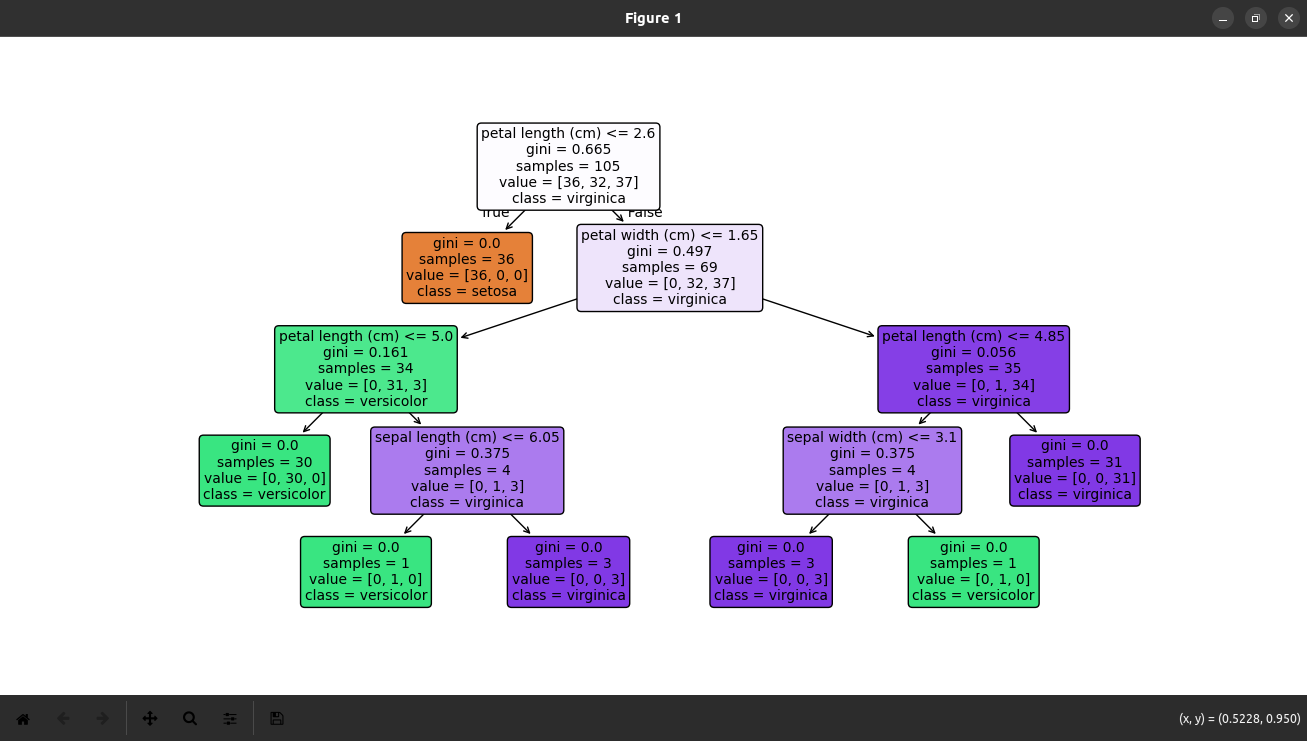 Figure 1
petal length (cm) <= 2.6
gini = 0.665
samples = 105
value = [36, 32, 37]
class = virginica
True
False
gini = 0.0
samples = 36
value = [36, 0, 0]
class = setosa
petal width (cm) <= 1.65
gini = 0.497
samples = 69
value = [0, 32, 37]
class = virginica
petal length (cm) <= 5.0
gini = 0.161
samples = 34
value = [0, 31, 3]
class = versicolor
petal length (cm) <= 4.85
gini = 0.056
samples = 35
value = [0, 1, 34]
class = virginica
gini = 0.0
samples = 30
value = [0, 30, 0]
class = versicolor
sepal length (cm) <= 6.05
gini = 0.375
samples = 4
value = [0, 1, 3]
class = virginica
sepal width (cm) <= 3.1
gini = 0.375
samples = 4
value = [0, 1, 3]
class = virginica
gini = 0.0
samples = 31
value = [0, 0, 31]
class = virginica
gini = 0.0
samples = 1
value = [0, 1, 0]
class = versicolor
gini = 0.0
samples = 3
value = [0, 0, 3]
class = virginica
gini = 0.0
samples = 3
value = [0, 0, 3]
class = virginica
gini = 0.0
samples = 1
value = [0, 1, 0]
class = versicolor
(x, y) = (0.5228, 0.950)